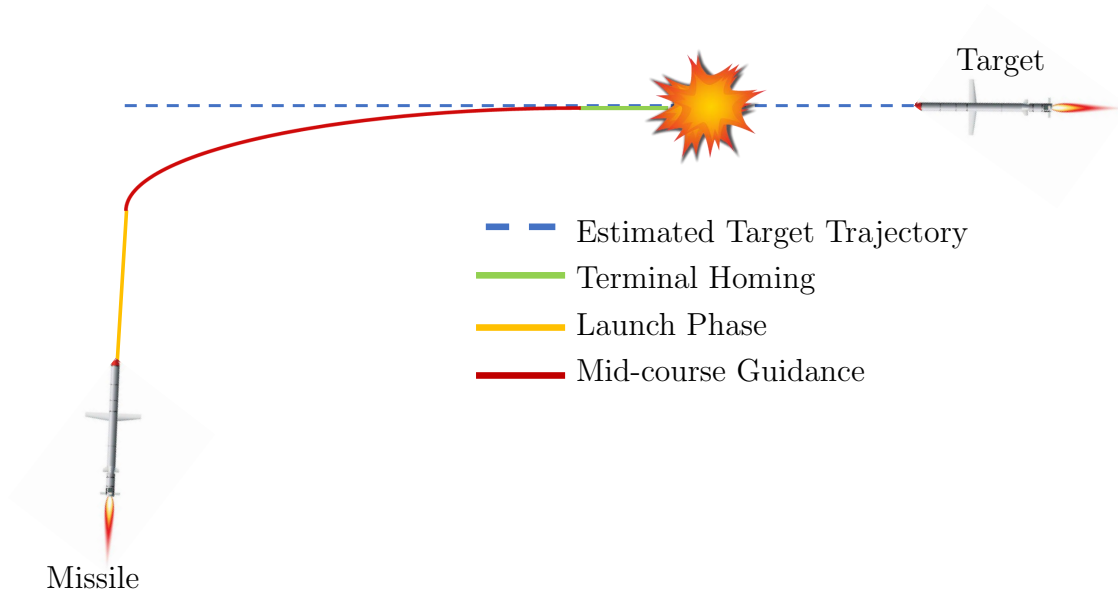 Target
Estimated Target Trajectory
Terminal Homing
Launch Phase
Mid-course Guidance
Missile